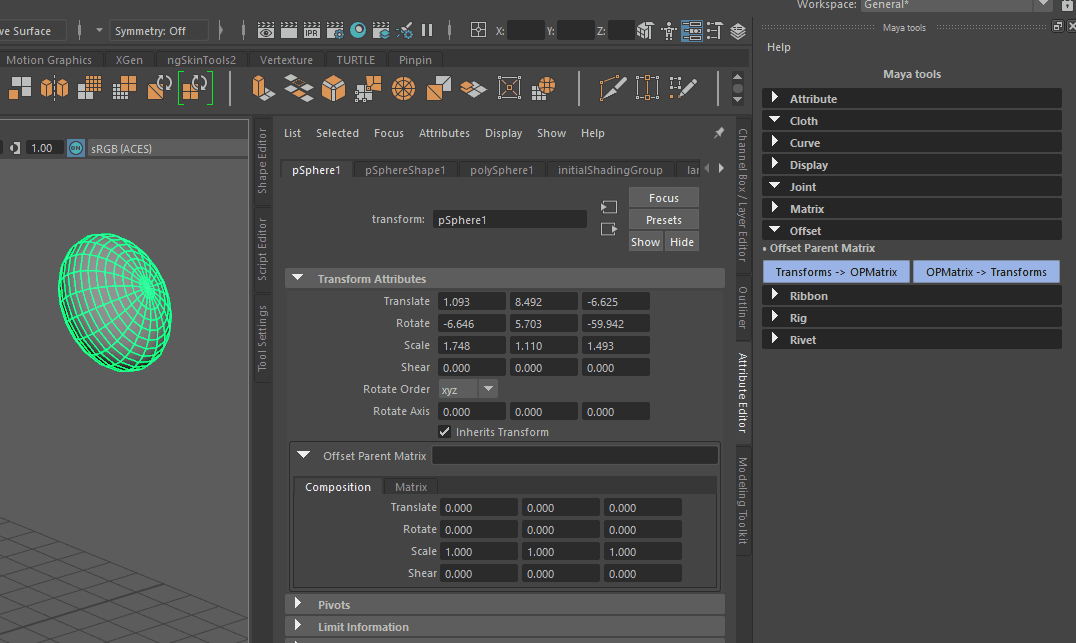 Workspace: General*
ve Surface Symmetry: Off IPR X: Y: Z: Maya tools
Motion Graphics XGen ngSkinTools2 Vertexture TURTLE Pinpin Help
Maya tools
Attribute
Cloth
Curve
Display
Joint
Matrix
Offset
Offset Parent Matrix
Transforms -> OPMatrix OPMatrix -> Transforms
Ribbon
Rig
Rivet
1.00 ON sRGB (ACES)
Shape Editor
Script Editor
Tool Settings
List Selected Focus Attributes Display Show Help
pSphere1 pSphereShape1 polySphere1 initialShadingGroup lar
transform: pSphere1
Focus
Presets
Show Hide
Transform Attributes
Translate 1.093 8.492 -6.625
Rotate -6.646 5.703 -59.942
Scale 1.748 1.110 1.493
Shear 0.000 0.000 0.000
Rotate Order xyz
Rotate Axis 0.000 0.000 0.000
Inherits Transform
Offset Parent Matrix
Composition Matrix
Translate 0.000 0.000 0.000
Rotate 0.000 0.000 0.000
Scale 1.000 1.000 1.000
Shear 0.000 0.000 0.000
Pivots
Limit Information
Channel Box / Layer Editor
Outliner
Attribute Editor
Modeling Toolkit